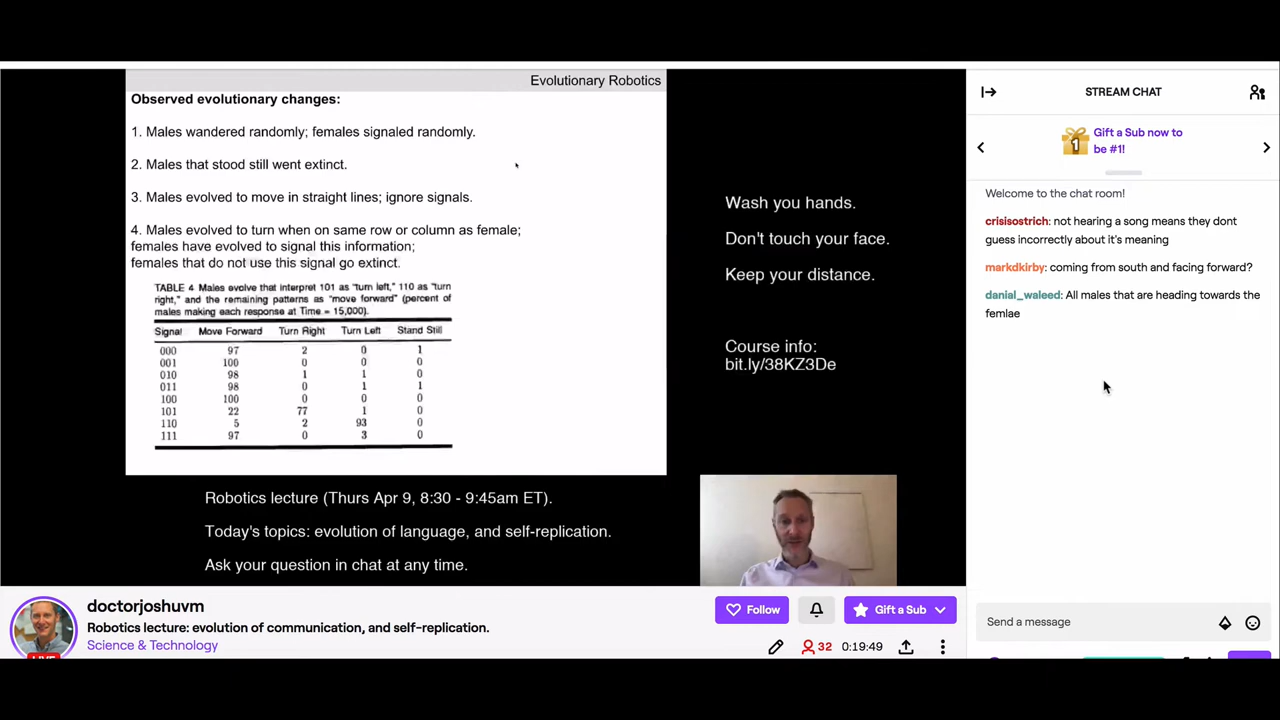 Evolutionary Robotics
Observed evolutionary changes:
1. Males wandered randomly; females signaled randomly.
2. Males that stood still went extinct.
3. Males evolved to move in straight lines; ignore signals.
4. Males evolved to turn when on same row or column as female;
females have evolved to signal this information;
females that do not use this signal go extinct.
TABLE 4 Males evolve that interpret 101 as "turn left," 110 as "turn
right," and the remaining patterns as "move forward" (percent of
males making each response at Time = 15,000).
Signal Move Forward Turn Right Turn Left Stand Still
000 97 2 0 1
001 100 0 0 0
010 98 1 1 0
011 98 0 1 1
100 100 0 0 0
101 22 77 1 0
110 5 2 93 0
111 97 0 3 0
Wash you hands.
Don't touch your face.
Keep your distance.
Course info:
bit.ly/38KZ3De
Robotics lecture (Thurs Apr 9, 8:30 - 9:45am ET).
Today's topics: evolution of language, and self-replication.
Ask your question in chat at any time.
doctorjoshuvm
Robotics lecture: evolution of communication, and self-replication.
Science & Technology
Follow
Gift a Sub
32 0:19:49
STREAM CHAT
1
Gift a Sub now to
be #1!
Welcome to the chat room!
crisisostrich: not hearing a song means they dont
guess incorrectly about it's meaning
markdkirby: coming from south and facing forward?
danial_waleed: All males that are heading towards the
femlae
Send a message